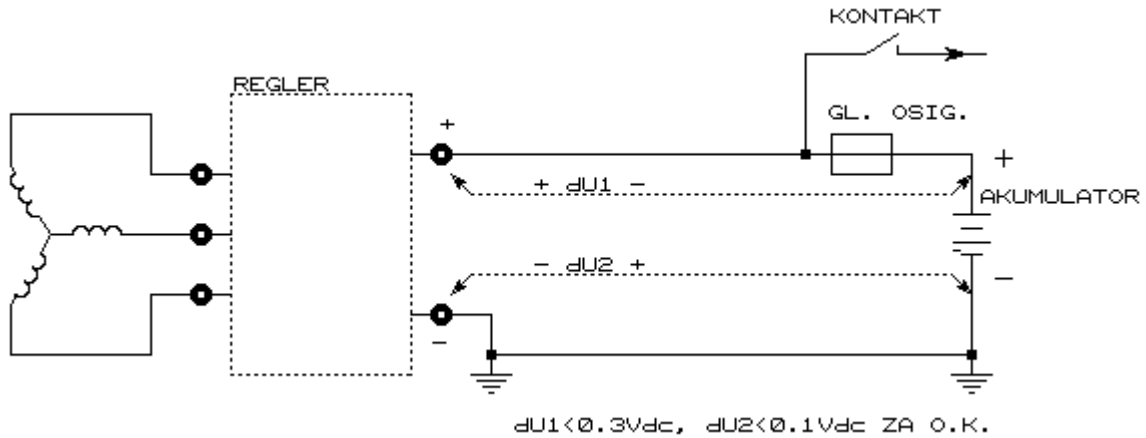 KONTAKT
REGLER
GL. OSIG.
+
+
+ dU1 -
AKUMULATOR
- dU2 +
-
-
dU1<0.3Vdc, dU2<0.1Vdc ZA O.K.